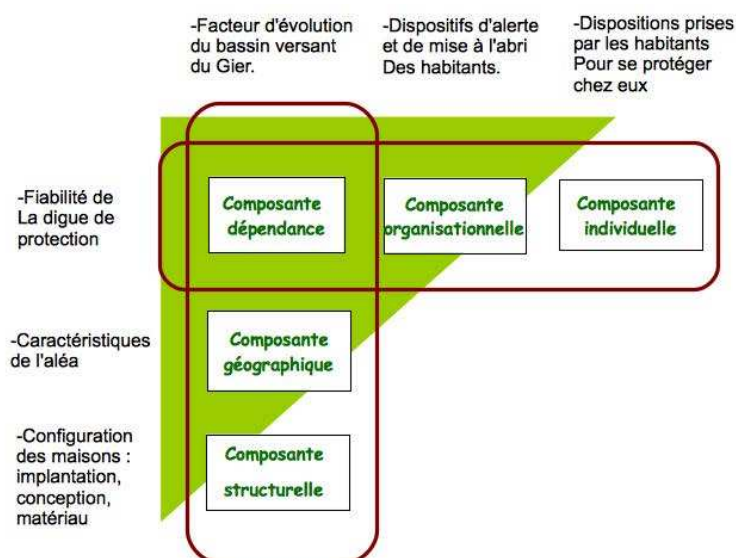 -Facteur d'évolution
du bassin versant
du Gier.
-Dispositifs d'alerte
et de mise à l'abri
Des habitants.
-Dispositions prises
par les habitants
Pour se protéger
chez eux
-Fiabilité de
La digue de
protection
Composante
dépendance
Composante
organisationnelle
Composante
individuelle
-Caractéristiques
de l'aléa
Composante
géographique
-Configuration
des maisons :
implantation,
conception,
matériau
Composante
structurelle